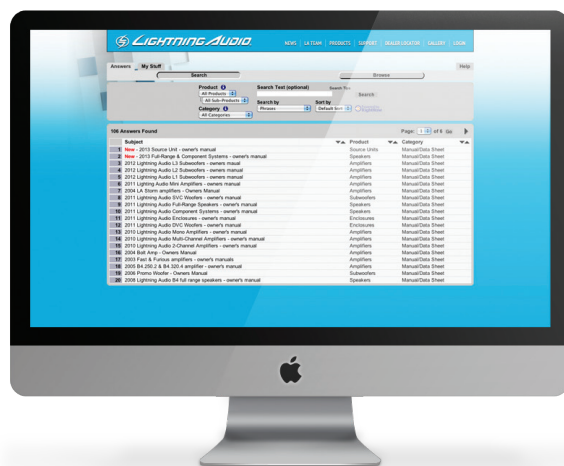 LIGHTNING AUDIO.
NEWS | LA TEAM | PRODUCTS | SUPPORT | DEALER LOCATOR | GALLERY | LOGIN
Answers My Stuff Help
Search Browse
Product Search Text (optional) Search Tips
All Products Search
All Sub-Products Search by Sort by
Category Phrases Default Sort
All Categories
106 Answers Found Page: 1 of 6 Go
Subject Product Category
1 New - 2013 Source Unit - owner's manual Source Units Manual/Data Sheet
2 New - 2013 Full-Range & Component Systems - owner's manual Speakers Manual/Data Sheet
3 2012 Lightning Audio L3 Subwoofers - owners maual Amplifiers Manual/Data Sheet
4 2012 Lightning Audio L2 Subwoofers - owners manual Amplifiers Manual/Data Sheet
5 2012 Lightning Audio L1 Subwoofers - owners manual Amplifiers Manual/Data Sheet
6 2011 Lighting Audio Mini Amplifiers - owner's manual Amplifiers Manual/Data Sheet
7 2004 LA Storm amplifiers - Owners Manual Amplifiers Manual/Data Sheet
8 2011 Lightning Audio SVC Woofers - owner's manual Subwoofers Manual/Data Sheet
9 2011 Lightning Audio Full-Range Speakers - owner's manual Speakers Manual/Data Sheet
10 2011 Lightning Audio Component Systems - owner's manual Speakers Manual/Data Sheet
11 2011 Lightning Audio Enclosures - owner's manual Enclosures Manual/Data Sheet
12 2011 Lightning Audio DVC Woofers - owner's manual Enclosures Manual/Data Sheet
13 2010 Lightning Audio Mono Amplifiers - owner's manual Amplifiers Manual/Data Sheet
14 2010 Lightning Audio Multi-Channel Amplifiers - owner's manual Amplifiers Manual/Data Sheet
15 2010 Lightning Audio 2-Channel Amplifiers - owner's manual Amplifiers Manual/Data Sheet
16 2004 Bolt Amp - Owners Manual Amplifiers Manual/Data Sheet
17 2003 Fast & Furious amplifiers - owner's manuals Amplifiers Manual/Data Sheet
18 2005 B4.250.2 & B4.320.4 amplifier - owner's manual Amplifiers Manual/Data Sheet
19 2006 Promo Woofer - Owners Manual Subwoofers Manual/Data Sheet
20 2008 Lightning Audio B4 full range speakers - owner's manual Speakers Manual/Data Sheet